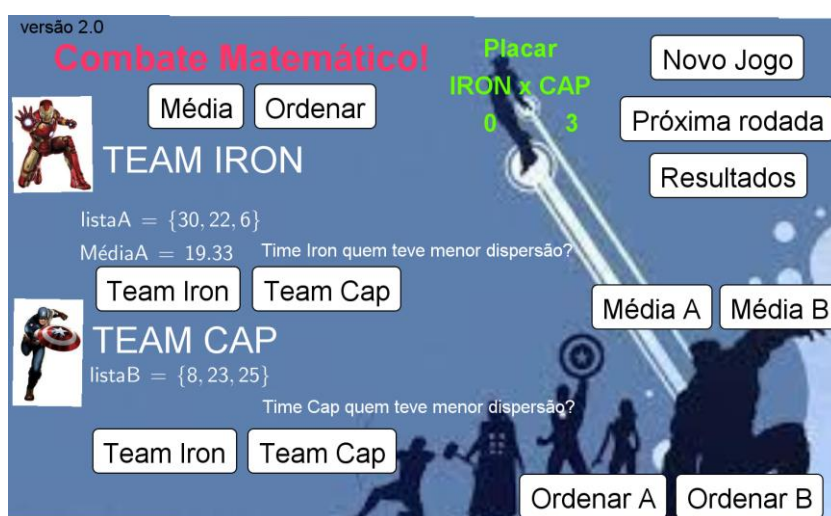 versão 2.0
Combate Matemático!
Placar
IRON x CAP
0 3
Novo Jogo
Próxima rodada
Resultados
Média Ordenar
TEAM IRON
listaA = {30, 22, 6}
MédiaA = 19.33 Time Iron quem teve menor dispersão?
Team Iron Team Cap
Média A Média B
TEAM CAP
listaB = {8, 23, 25}
Time Cap quem teve menor dispersão?
Team Iron Team Cap
Ordenar A Ordenar B